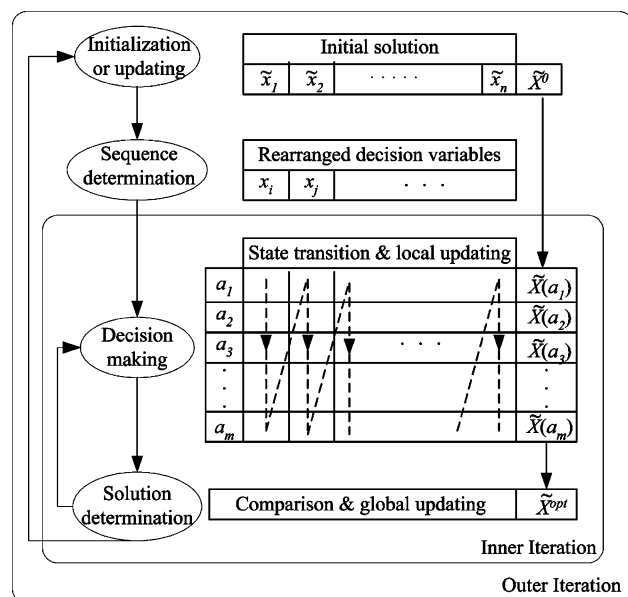 Initialization
or updating
Initial solution
x̃₁ x̃₂ · · · · · x̃ₙ X̃⁰
Sequence
determination
Rearranged decision variables
xᵢ xⱼ · · ·
State transition & local updating
a₁ X̃(a₁)
a₂ X̃(a₂)
Decision
making
a₃ · · · X̃(a₃)
aₘ X̃(aₘ)
Solution
determination
Comparison & global updating X̃ᵒᵖᵗ
Inner Iteration
Outer Iteration